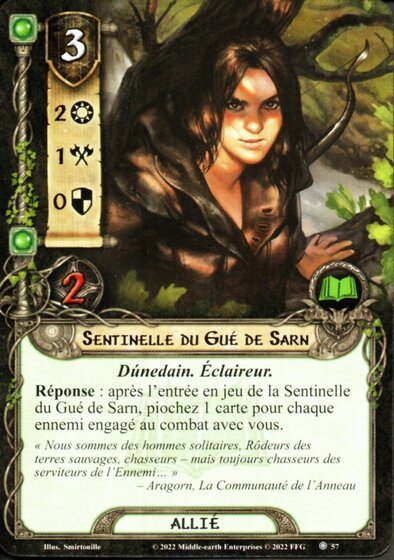 3
2
1
0
2
Sentinelle du Gué de Sarn
Dúnedain. Éclaireur.
Réponse : après l'entrée en jeu de la Sentinelle
du Gué de Sarn, piochez 1 carte pour chaque
ennemi engagé au combat avec vous.
« Nous sommes des hommes solitaires, Rôdeurs des
terres sauvages, chasseurs – mais toujours chasseurs des
serviteurs de l'Ennemi… »
– Aragorn, La Communauté de l'Anneau
Allié
Illus. Smirtouille © 2022 Middle-earth Enterprises © 2022 FFG 57